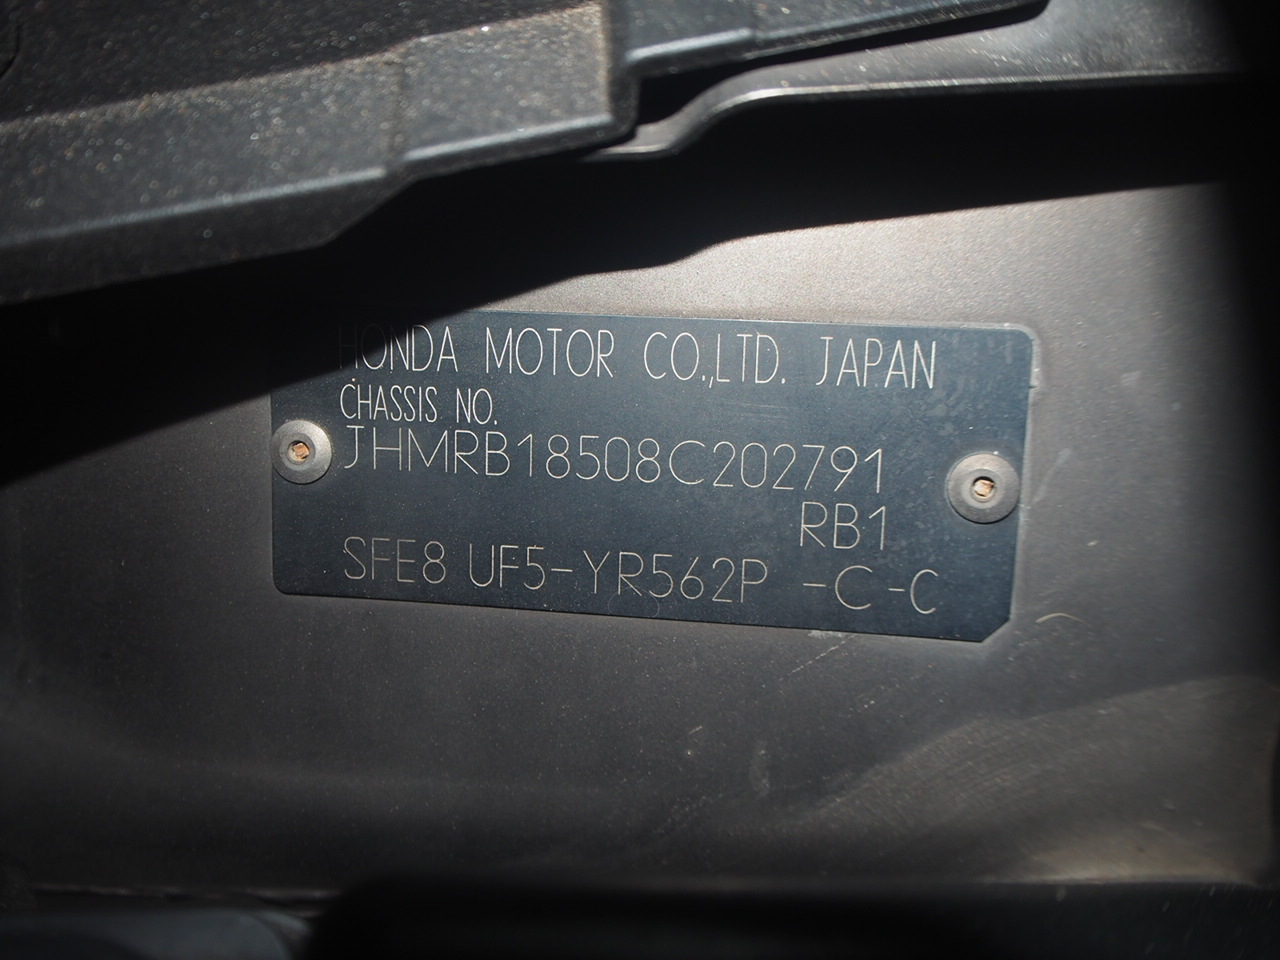 HONDA MOTOR CO.,LTD. JAPAN
CHASSIS NO.
JHMRB18508C202791
RB1
SFE8 UF5-YR562P -C-C